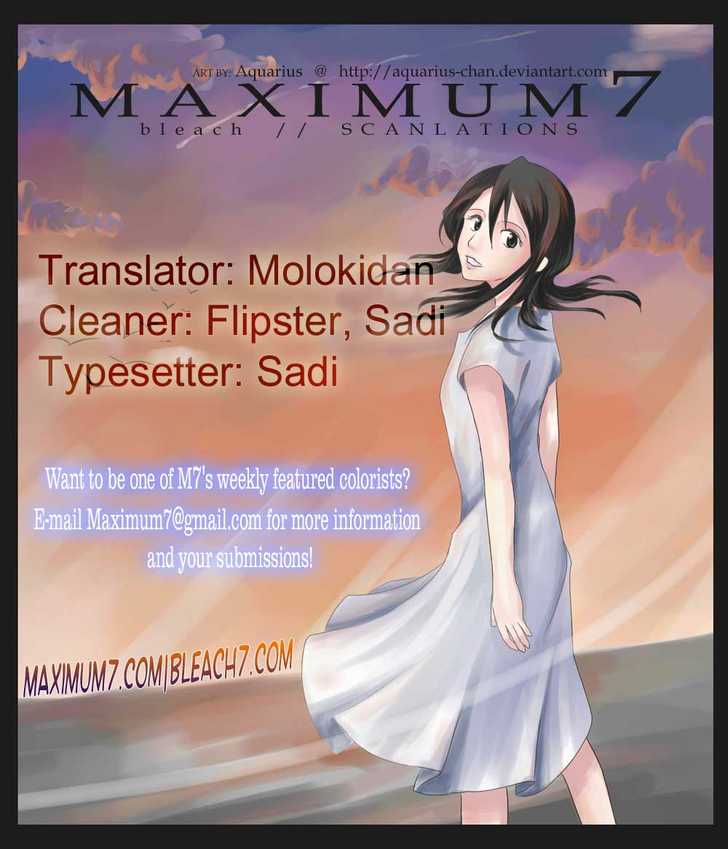 ART BY: Aquarius @ http://aquarius-chan.deviantart.com
MAXIMUM7
bleach // SCANLATIONS
Translator: Molokidan
Cleaner: Flipster, Sadi
Typesetter: Sadi
Want to be one of M7's weekly featured colorists?
E-mail Maximum7@gmail.com for more information
and your submissions!
MAXIMUM7.COM|BLEACH7.COM